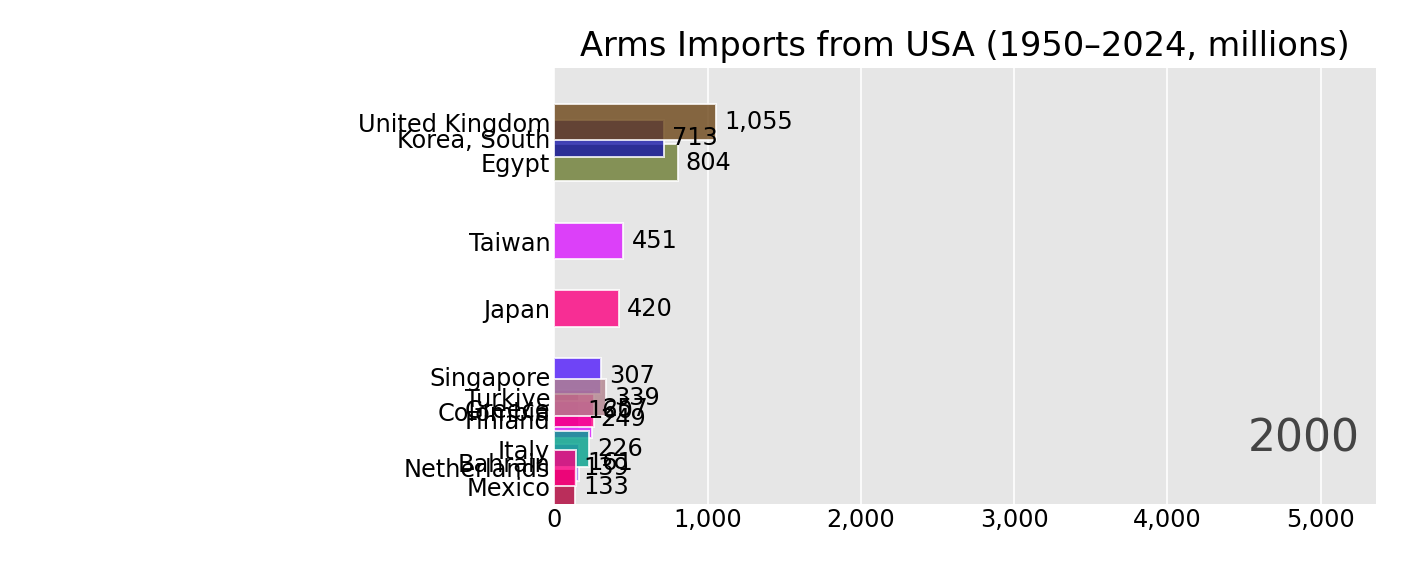 Arms Imports from USA (1950–2024, millions)
United Kingdom 1,055
Korea, South 713
Egypt 804
Taiwan 451
Japan 420
Singapore 307
Turkiye 339
Finland 249
Italy 226
Bahrain
Netherlands 139
Mexico 133
2000
0 1,000 2,000 3,000 4,000 5,000